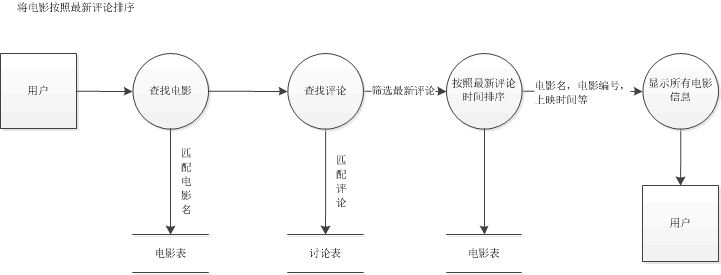 将电影按照最新评论排序
用户
查找电影
查找评论
筛选最新评论
按照最新评论
时间排序
电影名，电影编号，
上映时间等
显示所有电影
信息
匹配电影名
匹配评论
用户
电影表
讨论表
电影表